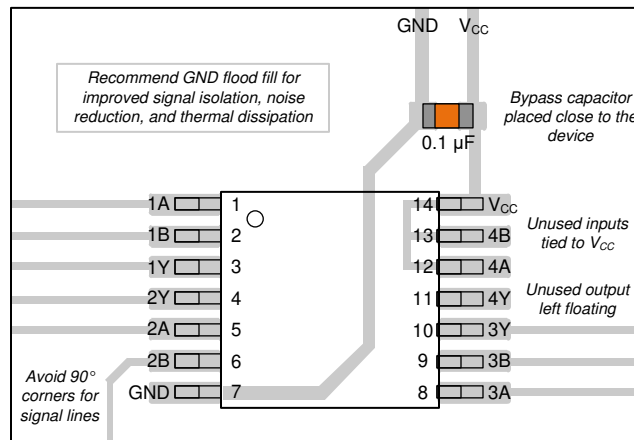 GND V_CC
Recommend GND flood fill for
improved signal isolation, noise
reduction, and thermal dissipation
Bypass capacitor
placed close to the
device
0.1 µF
1A 1 14 V_CC
1B 2 13 4B
1Y 3 12 4A
2Y 4 11 4Y
2A 5 10 3Y
2B 6 9 3B
GND 7 8 3A
Unused inputs
tied to V_CC
Unused output
left floating
Avoid 90°
corners for
signal lines